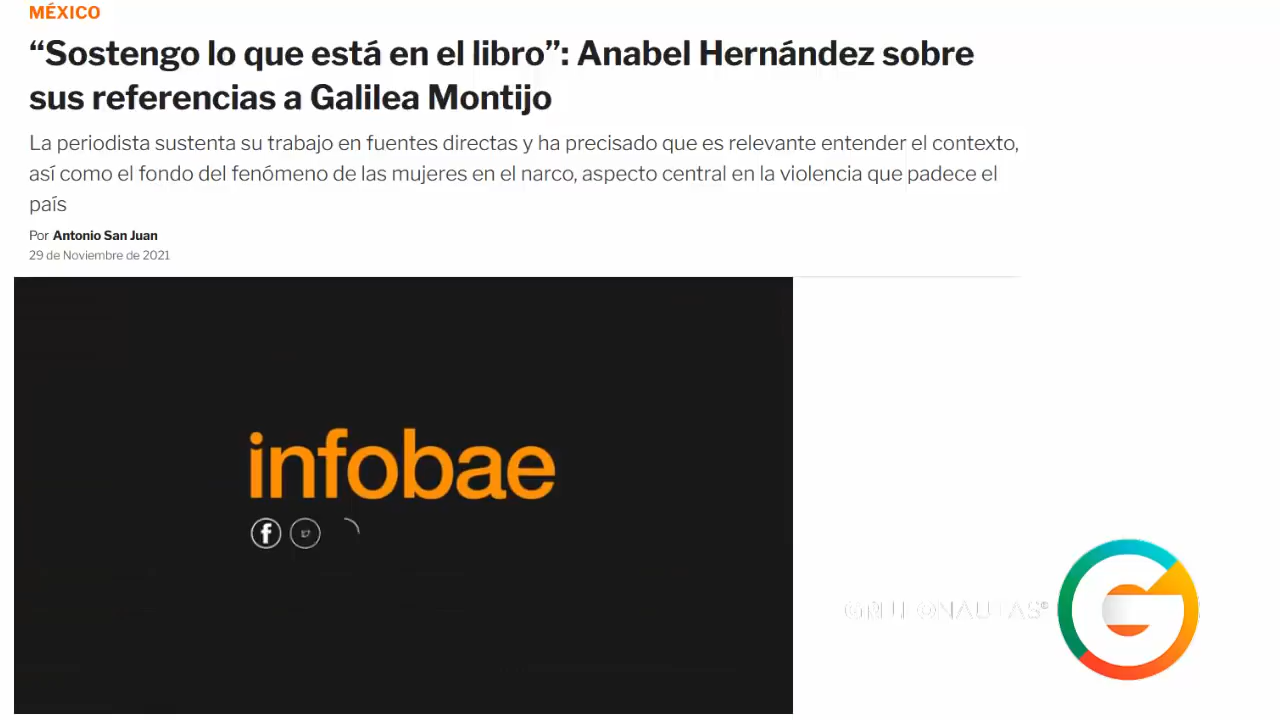 MÉXICO
“Sostengo lo que está en el libro”: Anabel Hernández sobre
sus referencias a Galilea Montijo
La periodista sustenta su trabajo en fuentes directas y ha precisado que es relevante entender el contexto,
así como el fondo del fenómeno de las mujeres en el narco, aspecto central en la violencia que padece el
país
Por Antonio San Juan
29 de Noviembre de 2021
infobae